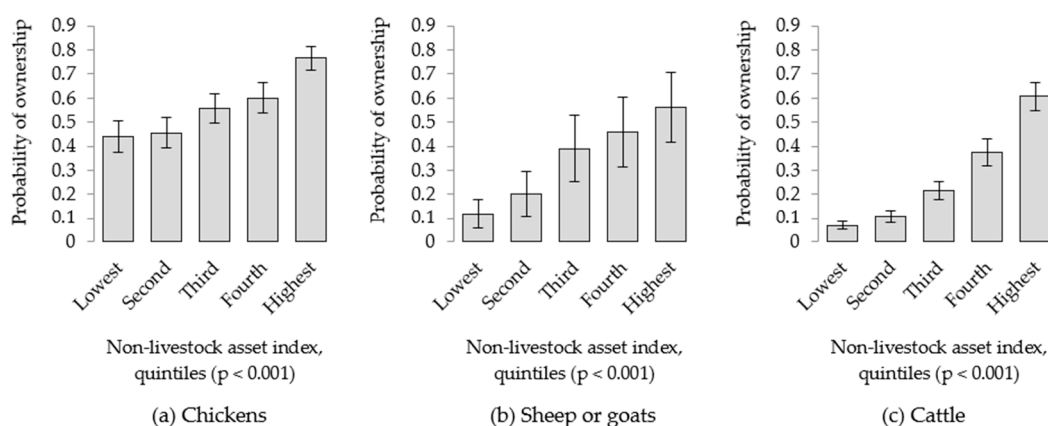 Probability of ownership
0.9
0.8
0.7
0.6
0.5
0.4
0.3
0.2
0.1
0
Lowest
Second
Third
Fourth
Highest
Non-livestock asset index,
quintiles (p < 0.001)
(a) Chickens
Probability of ownership
0.9
0.8
0.7
0.6
0.5
0.4
0.3
0.2
0.1
0
Lowest
Second
Third
Fourth
Highest
Non-livestock asset index,
quintiles (p < 0.001)
(b) Sheep or goats
Probability of ownership
0.9
0.8
0.7
0.6
0.5
0.4
0.3
0.2
0.1
0
Lowest
Second
Third
Fourth
Highest
Non-livestock asset index,
quintiles (p < 0.001)
(c) Cattle